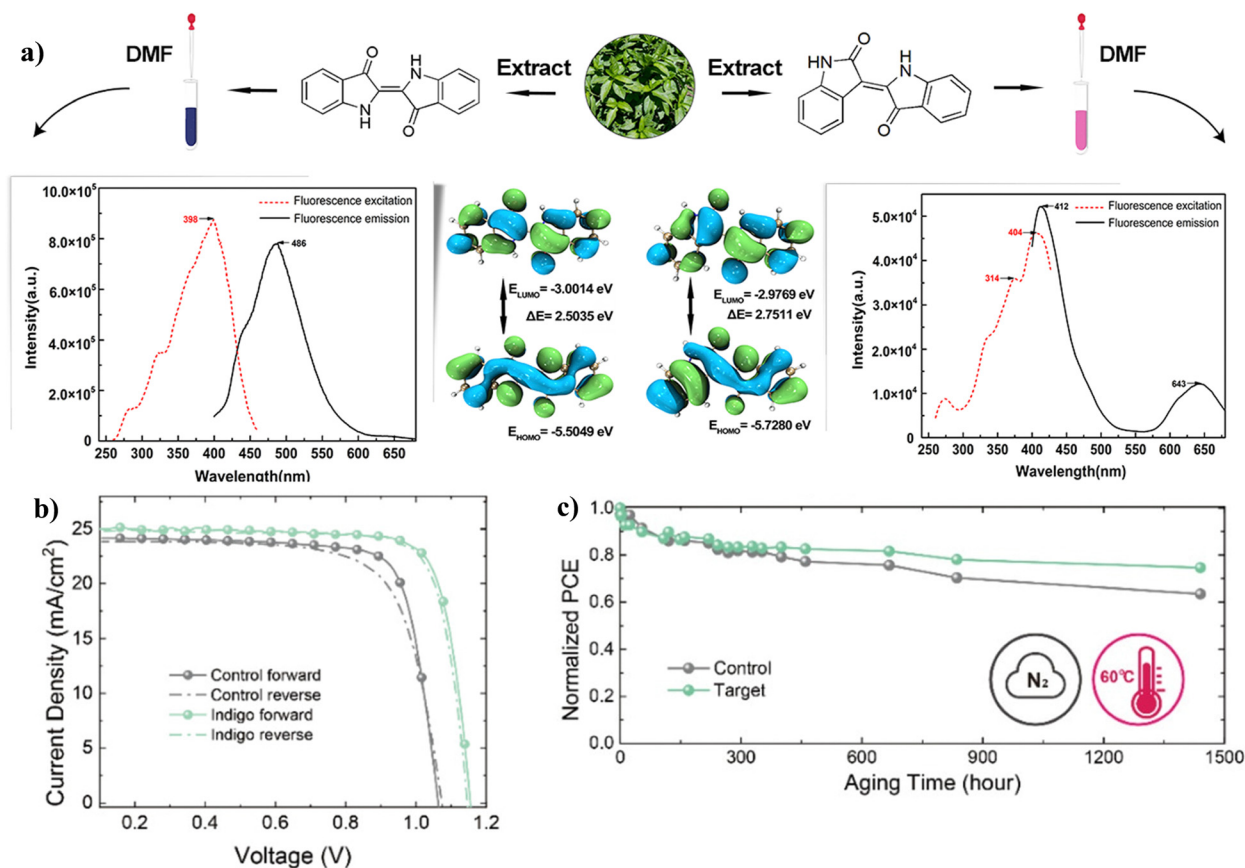 a)
DMF
O
NH
N
H
O
Extract
Extract
NH
O
H
N
O
DMF
10.0×10⁵
8.0×10⁵
6.0×10⁵
4.0×10⁵
2.0×10⁵
0
Intensity(a.u.)
398
486
Fluorescence excitation
Fluorescence emission
250 300 350 400 450 500 550 600 650
Wavelength(nm)
E_LUMO= -3.0014 eV
ΔE= 2.5035 eV
E_HOMO= -5.5049 eV
E_LUMO= -2.9769 eV
ΔE= 2.7511 eV
E_HOMO= -5.7280 eV
5.0×10⁴
4.0×10⁴
3.0×10⁴
2.0×10⁴
1.0×10⁴
0
Intensity(a.u.)
Fluorescence excitation
Fluorescence emission
412
404
314
643
250 300 350 400 450 500 550 600 650
Wavelength(nm)
b)
25
20
15
10
5
0
Current Density (mA/cm²)
Control forward
Control reverse
Indigo forward
Indigo reverse
0.2 0.4 0.6 0.8 1.0 1.2
Voltage (V)
c)
1.0
0.8
0.6
0.4
0.2
0.0
Normalized PCE
Control
Target
N₂
60°C
0 300 600 900 1200 1500
Aging Time (hour)